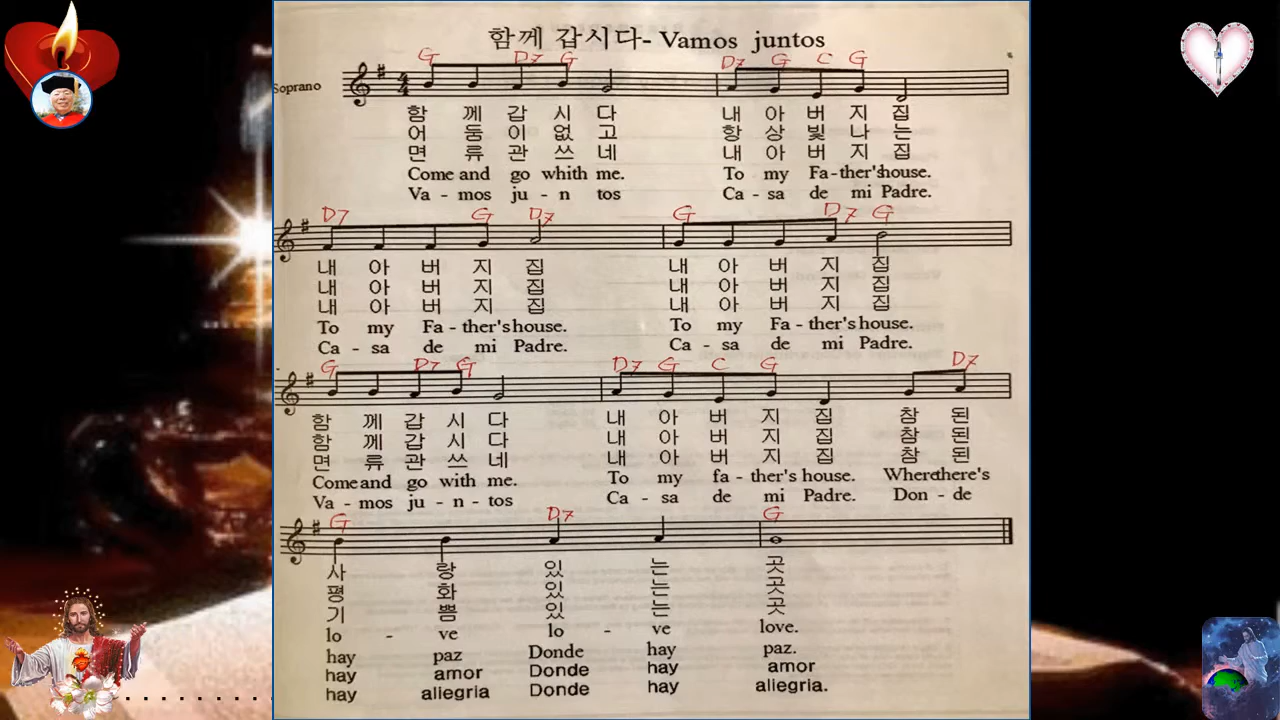 함께 갑시다- Vamos juntos
G D7 G D7 G C G
Soprano
함 께 갑 시 다 내 아 버 지 집
어 둠 이 없 고 항 상 빛 나 는
면 류 관 쓰 네 내 아 버 지 집
Come and go whith me. To my Fa-ther's house.
Va - mos ju - n tos Ca - sa de mi Padre.
D7 G D7 G D7 G
내 아 버 지 집 내 아 버 지 집
내 아 버 지 집 내 아 버 지 집
내 아 버 지 집 내 아 버 지 집
To my Fa - ther's house. To my Fa - ther's house.
Ca - sa de mi Padre. Ca - sa de mi Padre.
G D7 G D7 G C G D7
함 께 갑 시 다 내 아 버 지 집 참 된
함 께 갑 시 다 내 아 버 지 집 참 된
면 류 관 쓰 네 내 아 버 지 집 참 된
Come and go with me. To my fa - ther's house. Where there's
Va - mos ju - n - tos Ca - sa de mi Padre. Don - de
G D7 G
사 랑 있 는 곳
평 화 있 는 곳
기 쁨 있 는 곳
lo - ve lo - ve love.
hay paz Donde hay paz.
hay amor Donde hay amor
hay allegria Donde hay allegria.